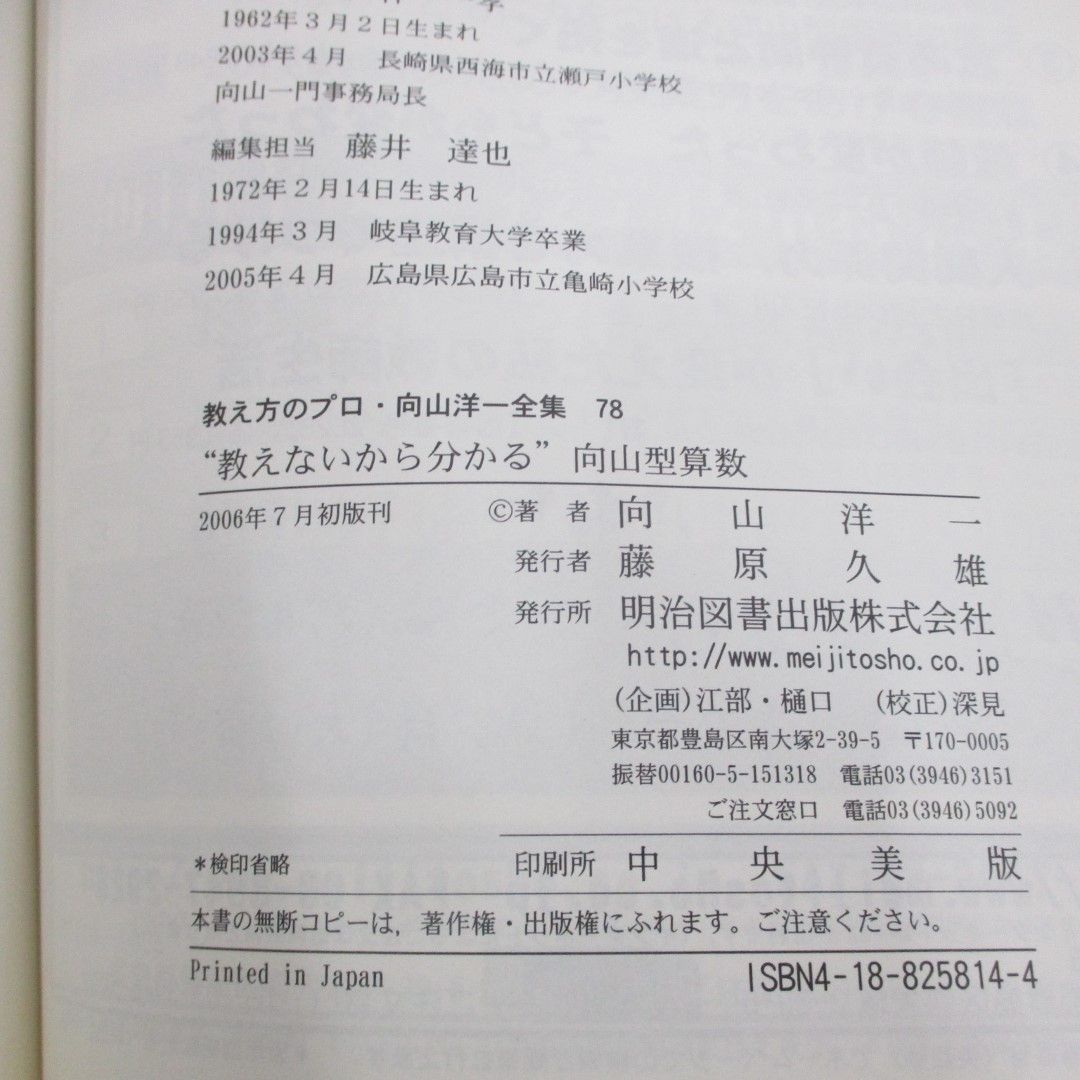 1962年3月2日生まれ
2003年4月　長崎県西海市立瀬戸小学校
向山一門事務局長
編集担当　藤井　達也
1972年2月14日生まれ
1994年3月　岐阜教育大学卒業
2005年4月　広島県広島市立亀崎小学校
教え方のプロ・向山洋一全集　78
“教えないから分かる”向山型算数
2006年7月初版刊　©著　者　向　山　洋　一
発行者　藤　原　久　雄
発行所　明治図書出版株式会社
http://www.meijitosho.co.jp
(企画)江部・樋口　(校正)深見
東京都豊島区南大塚2-39-5　〒170-0005
振替00160-5-151318　電話03(3946)3151
ご注文窓口　電話03(3946)5092
*検印省略　印刷所　中　央　美　版
本書の無断コピーは，著作権・出版権にふれます。ご注意ください。
Printed in Japan　ISBN4-18-825814-4